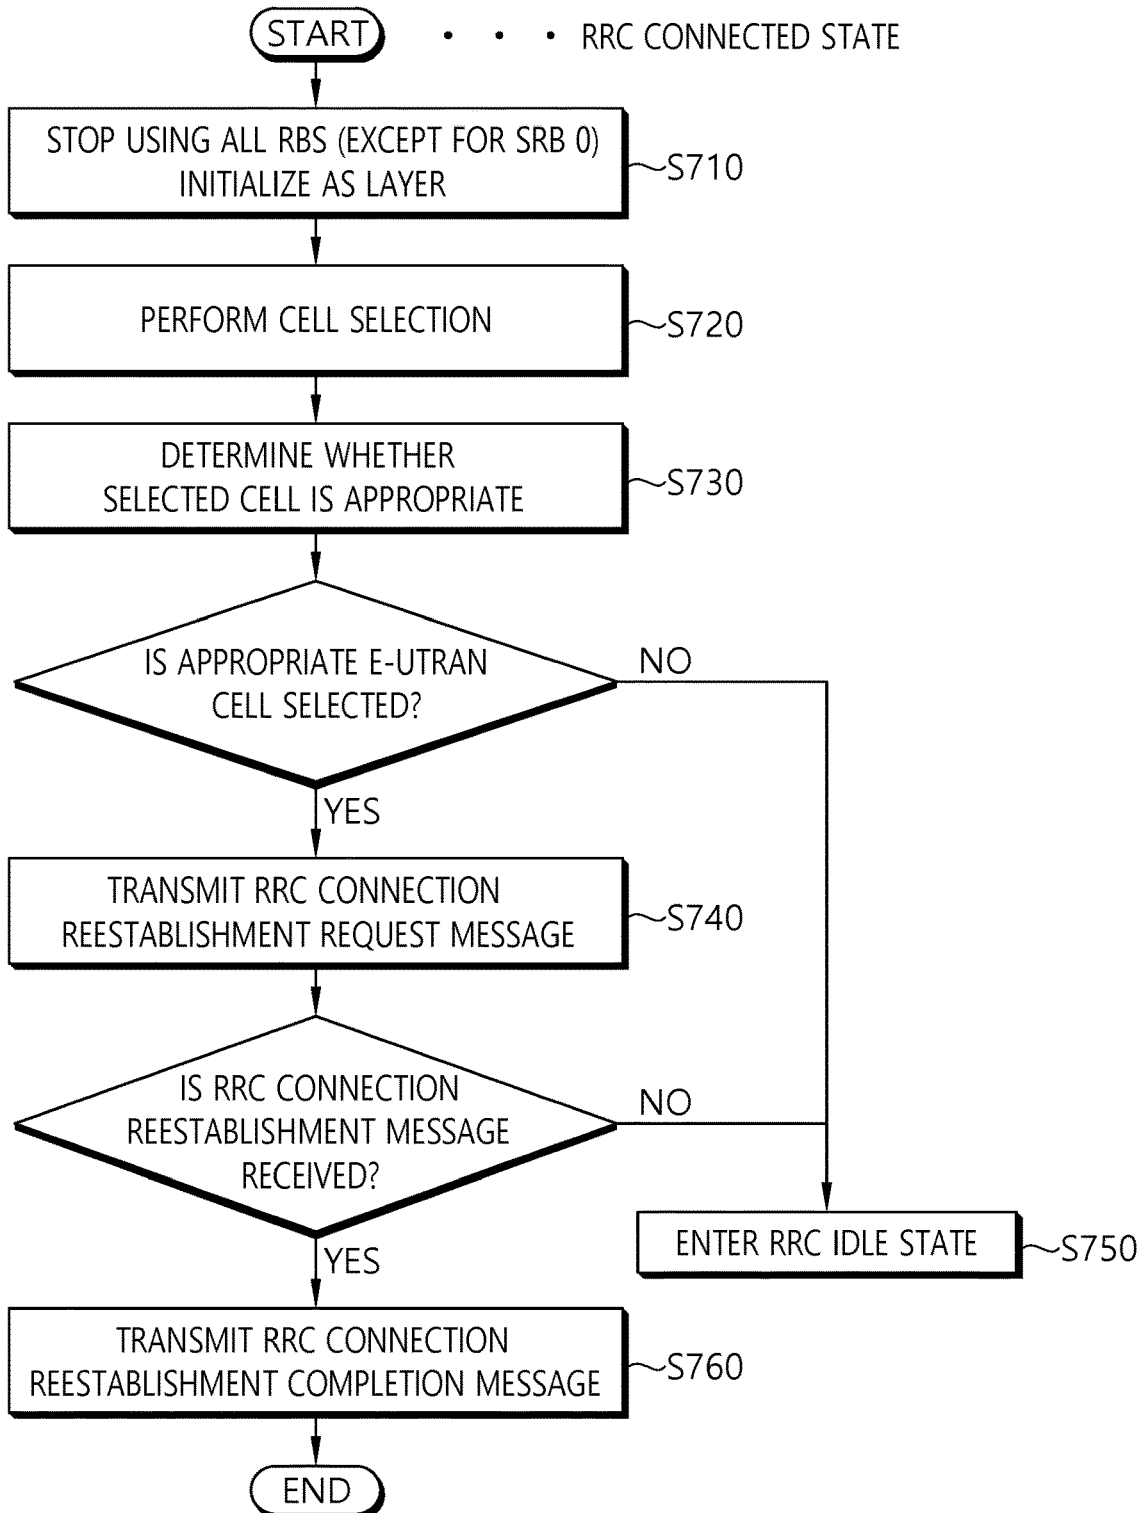 START · · · RRC CONNECTED STATE
STOP USING ALL RBS (EXCEPT FOR SRB 0)
INITIALIZE AS LAYER
S710
PERFORM CELL SELECTION
S720
DETERMINE WHETHER
SELECTED CELL IS APPROPRIATE
S730
IS APPROPRIATE E-UTRAN
CELL SELECTED?
NO
YES
TRANSMIT RRC CONNECTION
REESTABLISHMENT REQUEST MESSAGE
S740
IS RRC CONNECTION
REESTABLISHMENT MESSAGE
RECEIVED?
NO
YES
ENTER RRC IDLE STATE
S750
TRANSMIT RRC CONNECTION
REESTABLISHMENT COMPLETION MESSAGE
S760
END